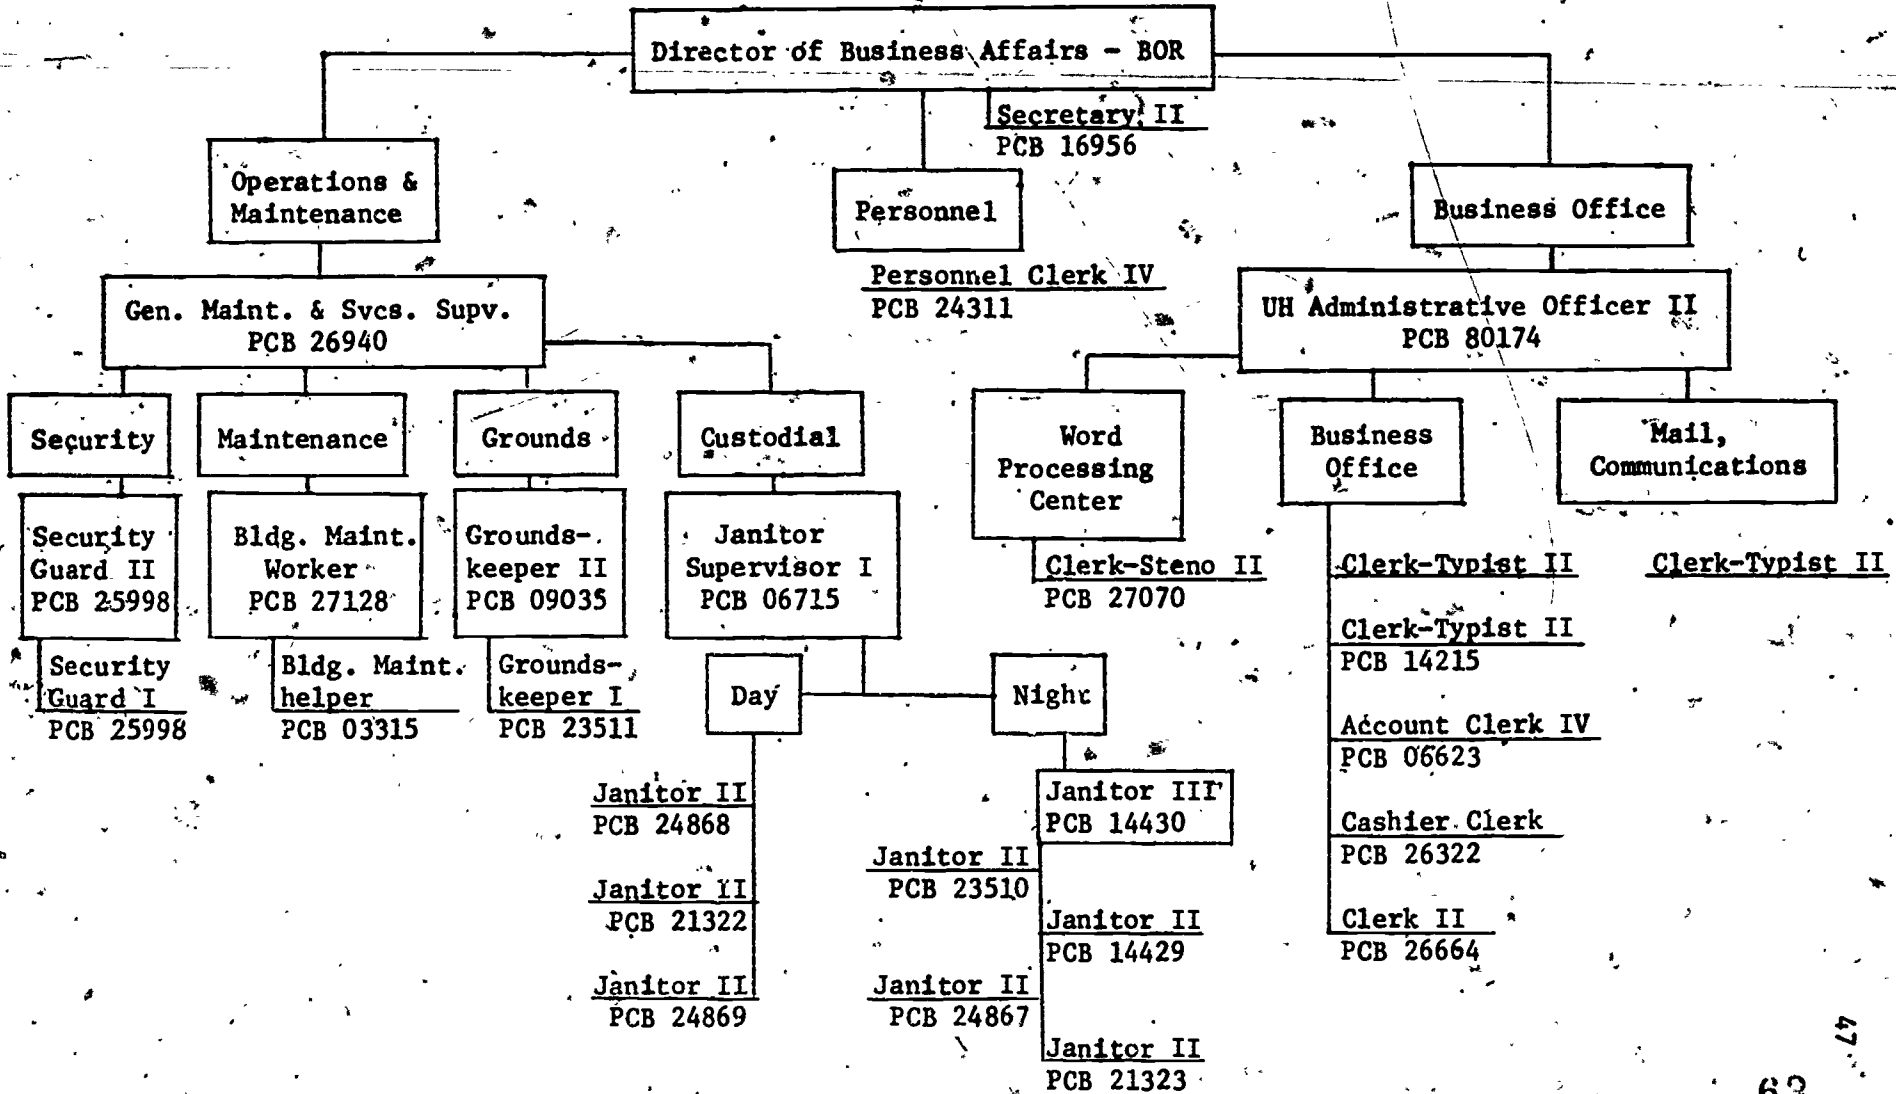 Director of Business Affairs - BOR
Secretary II
PCB 16956
Operations &
Maintenance
Personnel
Business Office
Personnel Clerk IV
PCB 24311
Gen. Maint. & Svcs. Supv.
PCB 26940
UH Administrative Officer II
PCB 80174
Security
Maintenance
Grounds
Custodial
Word
Processing
Center
Business
Office
Mail,
Communications
Security
Guard II
PCB 25998
Bldg. Maint.
Worker
PCB 27128
Grounds-
keeper II
PCB 09035
Janitor
Supervisor I
PCB 06715
Clerk-Steno II
PCB 27070
Clerk-Typist II
Clerk-Typist II
Clerk-Typist II
PCB 14215
Security
Guard I
PCB 25998
Bldg. Maint.
helper
PCB 03315
Grounds-
keeper I
PCB 23511
Day
Night
Account Clerk IV
PCB 06623
Janitor II
PCB 24868
Janitor III
PCB 14430
Cashier Clerk
PCB 26322
Janitor II
PCB 23510
Janitor II
PCB 21322
Janitor II
PCB 14429
Clerk II
PCB 26664
Janitor II
PCB 24869
Janitor II
PCB 24867
Janitor II
PCB 21323
47